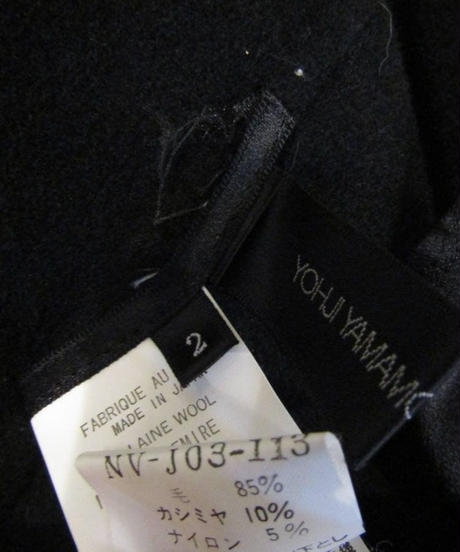 YOHJI YAMAMO
2
FABRIQUE AU
MADE IN JAPAN
LAINE WOOL
NV-J03-113
毛 85%
カシミヤ 10%
ナイロン 5%